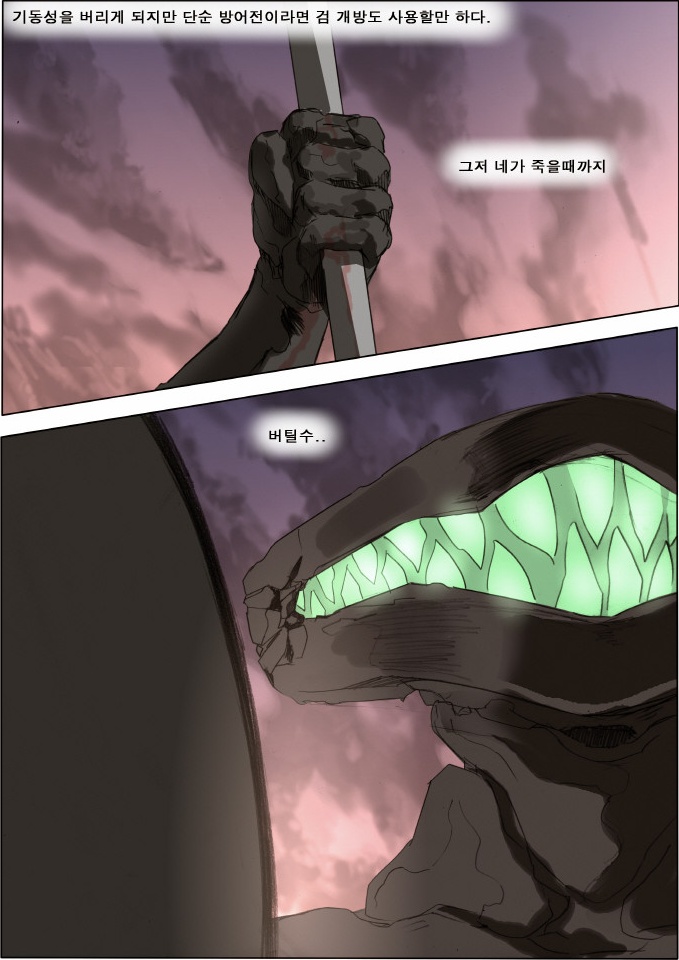 기동성을 버리게 되지만 단순 방어전이라면 검 개방도 사용할만 하다.
그저 네가 죽을때까지
버틸수..